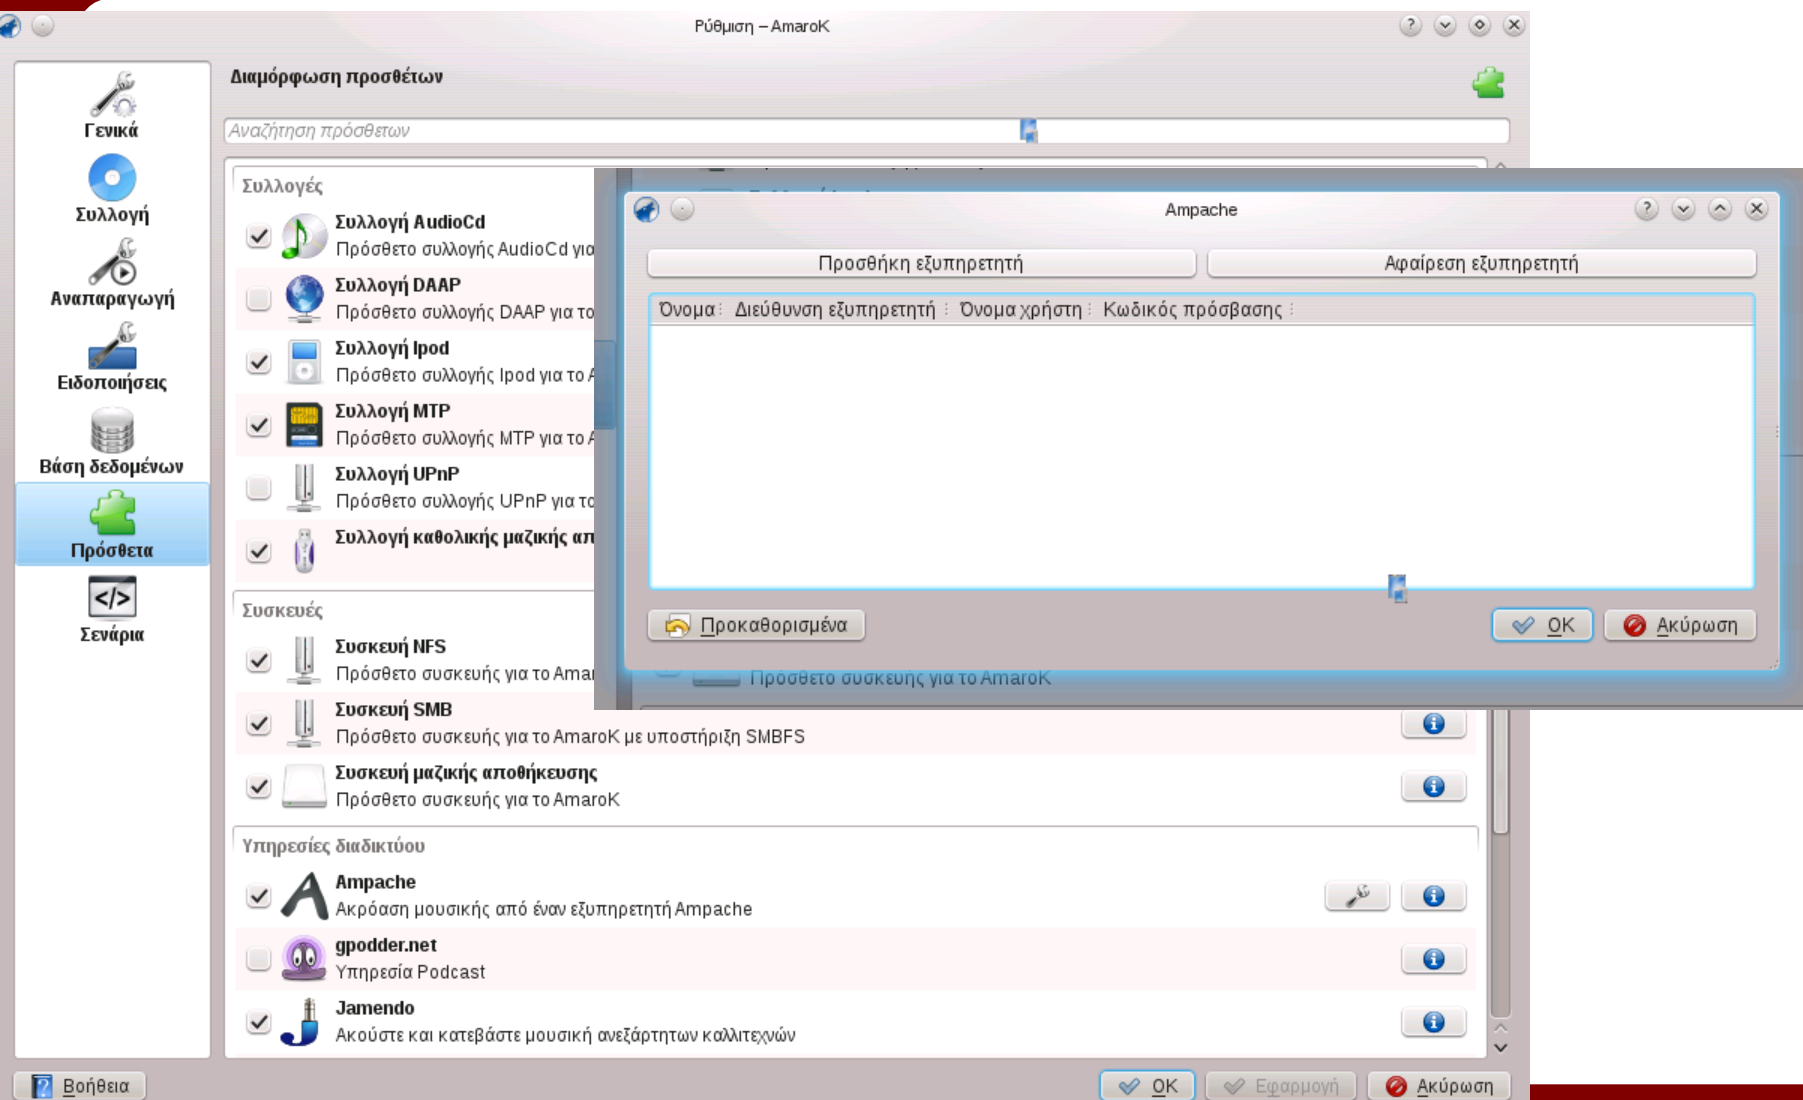 Ρύθμιση – AmaroK
Διαμόρφωση προσθέτων
Αναζήτηση πρόσθετων
Γενικά
Συλλογή
Αναπαραγωγή
Ειδοποιήσεις
Βάση δεδομένων
Πρόσθετα
Σενάρια
Συλλογές
Συλλογή AudioCd
Πρόσθετο συλλογής AudioCd για
Συλλογή DAAP
Πρόσθετο συλλογής DAAP για το
Συλλογή Ipod
Πρόσθετο συλλογής Ipod για το A
Συλλογή MTP
Πρόσθετο συλλογής MTP για το A
Συλλογή UPnP
Πρόσθετο συλλογής UPnP για το
Συλλογή καθολικής μαζικής απ
Συσκευές
Συσκευή NFS
Πρόσθετο συσκευής για το Amar
Συσκευή SMB
Πρόσθετο συσκευής για το AmaroK με υποστήριξη SMBFS
Συσκευή μαζικής αποθήκευσης
Πρόσθετο συσκευής για το AmaroK
Υπηρεσίες διαδικτύου
Ampache
Ακρόαση μουσικής από έναν εξυπηρετητή Ampache
gpodder.net
Υπηρεσία Podcast
Jamendo
Ακούστε και κατεβάστε μουσική ανεξάρτητων καλλιτεχνών
Βοήθεια
OK
Εφαρμογή
Ακύρωση
Ampache
Προσθήκη εξυπηρετητή
Αφαίρεση εξυπηρετητή
Όνομα Διεύθυνση εξυπηρετητή Όνομα χρήστη Κωδικός πρόσβασης
Προκαθορισμένα
OK
Ακύρωση
Πρόσθετο συσκευής για το AmaroK